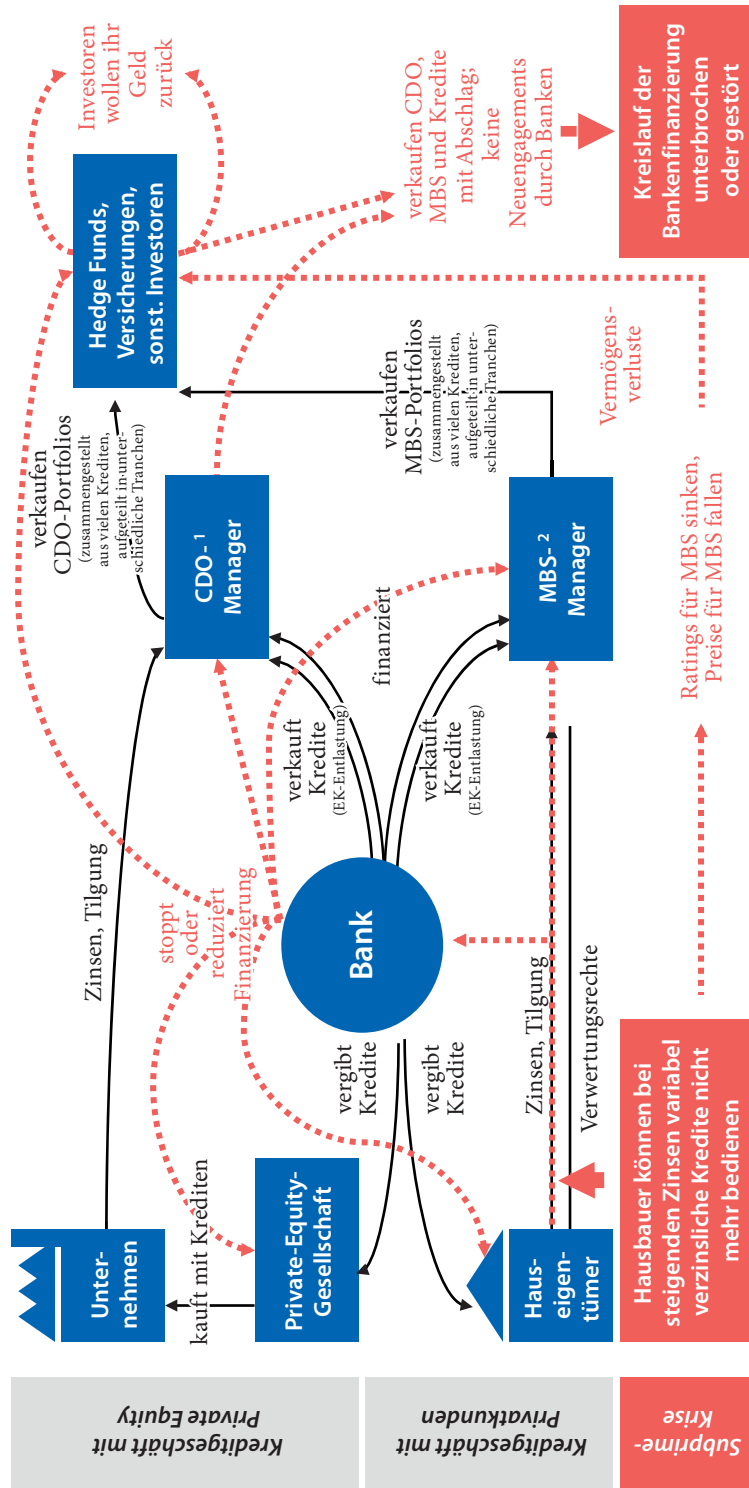 Kreditgeschäft mit
Private Equity
Kreditgeschäft mit
Privatkunden
Subprime-
Krise
Unter-
nehmen
kauft mit Krediten
Private-Equity-
Gesellschaft
Haus-
eigen-
tümer
Hausbauer können bei
steigenden Zinsen variabel
verzinsliche Kredite nicht
mehr bedienen
Zinsen, Tilgung
stoppt oder
reduziert
Finanzierung
vergibt
Kredite
vergibt
Kredite
Bank
Zinsen, Tilgung
Verwertungsrechte
verkauft
Kredite
(EK-Entlastung)
finanziert
verkauft
Kredite
(EK-Entlastung)
CDO- 1
Manager
MBS- 2
Manager
verkaufen
CDO-Portfolios
(zusammengestellt
aus vielen Krediten,
aufgeteilt in unter-
schiedliche Tranchen)
verkaufen
MBS-Portfolios
(zusammengestellt
aus vielen Krediten,
aufgeteilt in unter-
schiedliche Tranchen)
Ratings für MBS sinken,
Preise für MBS fallen
Vermögens-
verluste
Hedge Funds,
Versicherungen,
sonst. Investoren
Investoren
wollen ihr
Geld
zurück
verkaufen CDO,
MBS und Kredite
mit Abschlag;
keine
Neuengagements
durch Banken
Kreislauf der
Bankenfinanzierung
unterbrochen
oder gestört